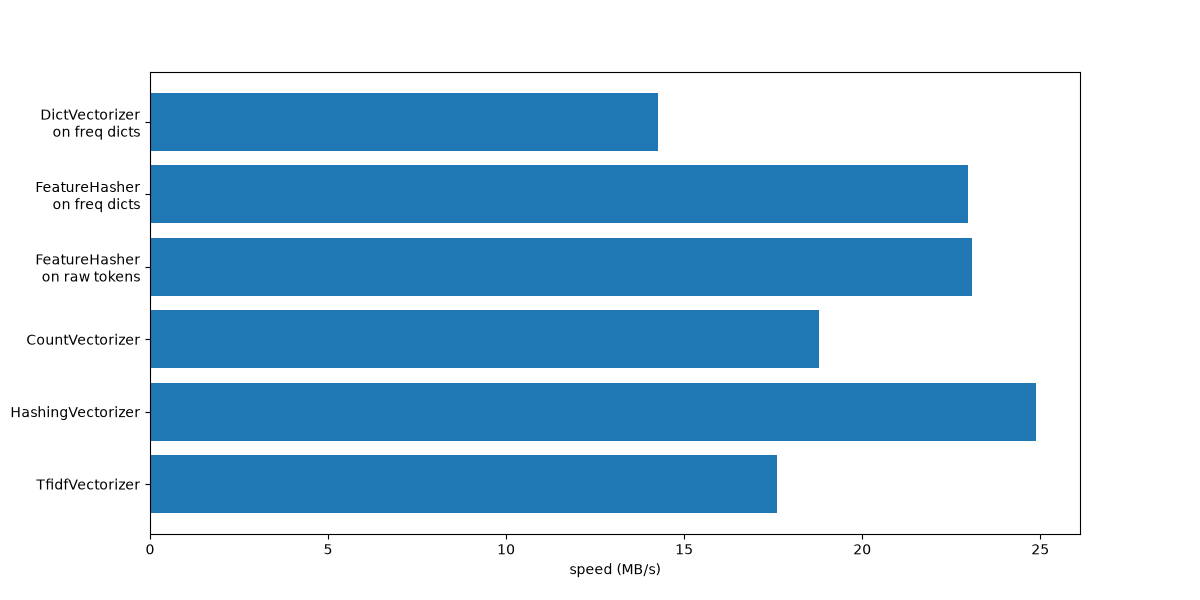 DictVectorizer
on freq dicts
FeatureHasher
on freq dicts
FeatureHasher
on raw tokens
CountVectorizer
HashingVectorizer
TfidfVectorizer
0 5 10 15 20 25
speed (MB/s)